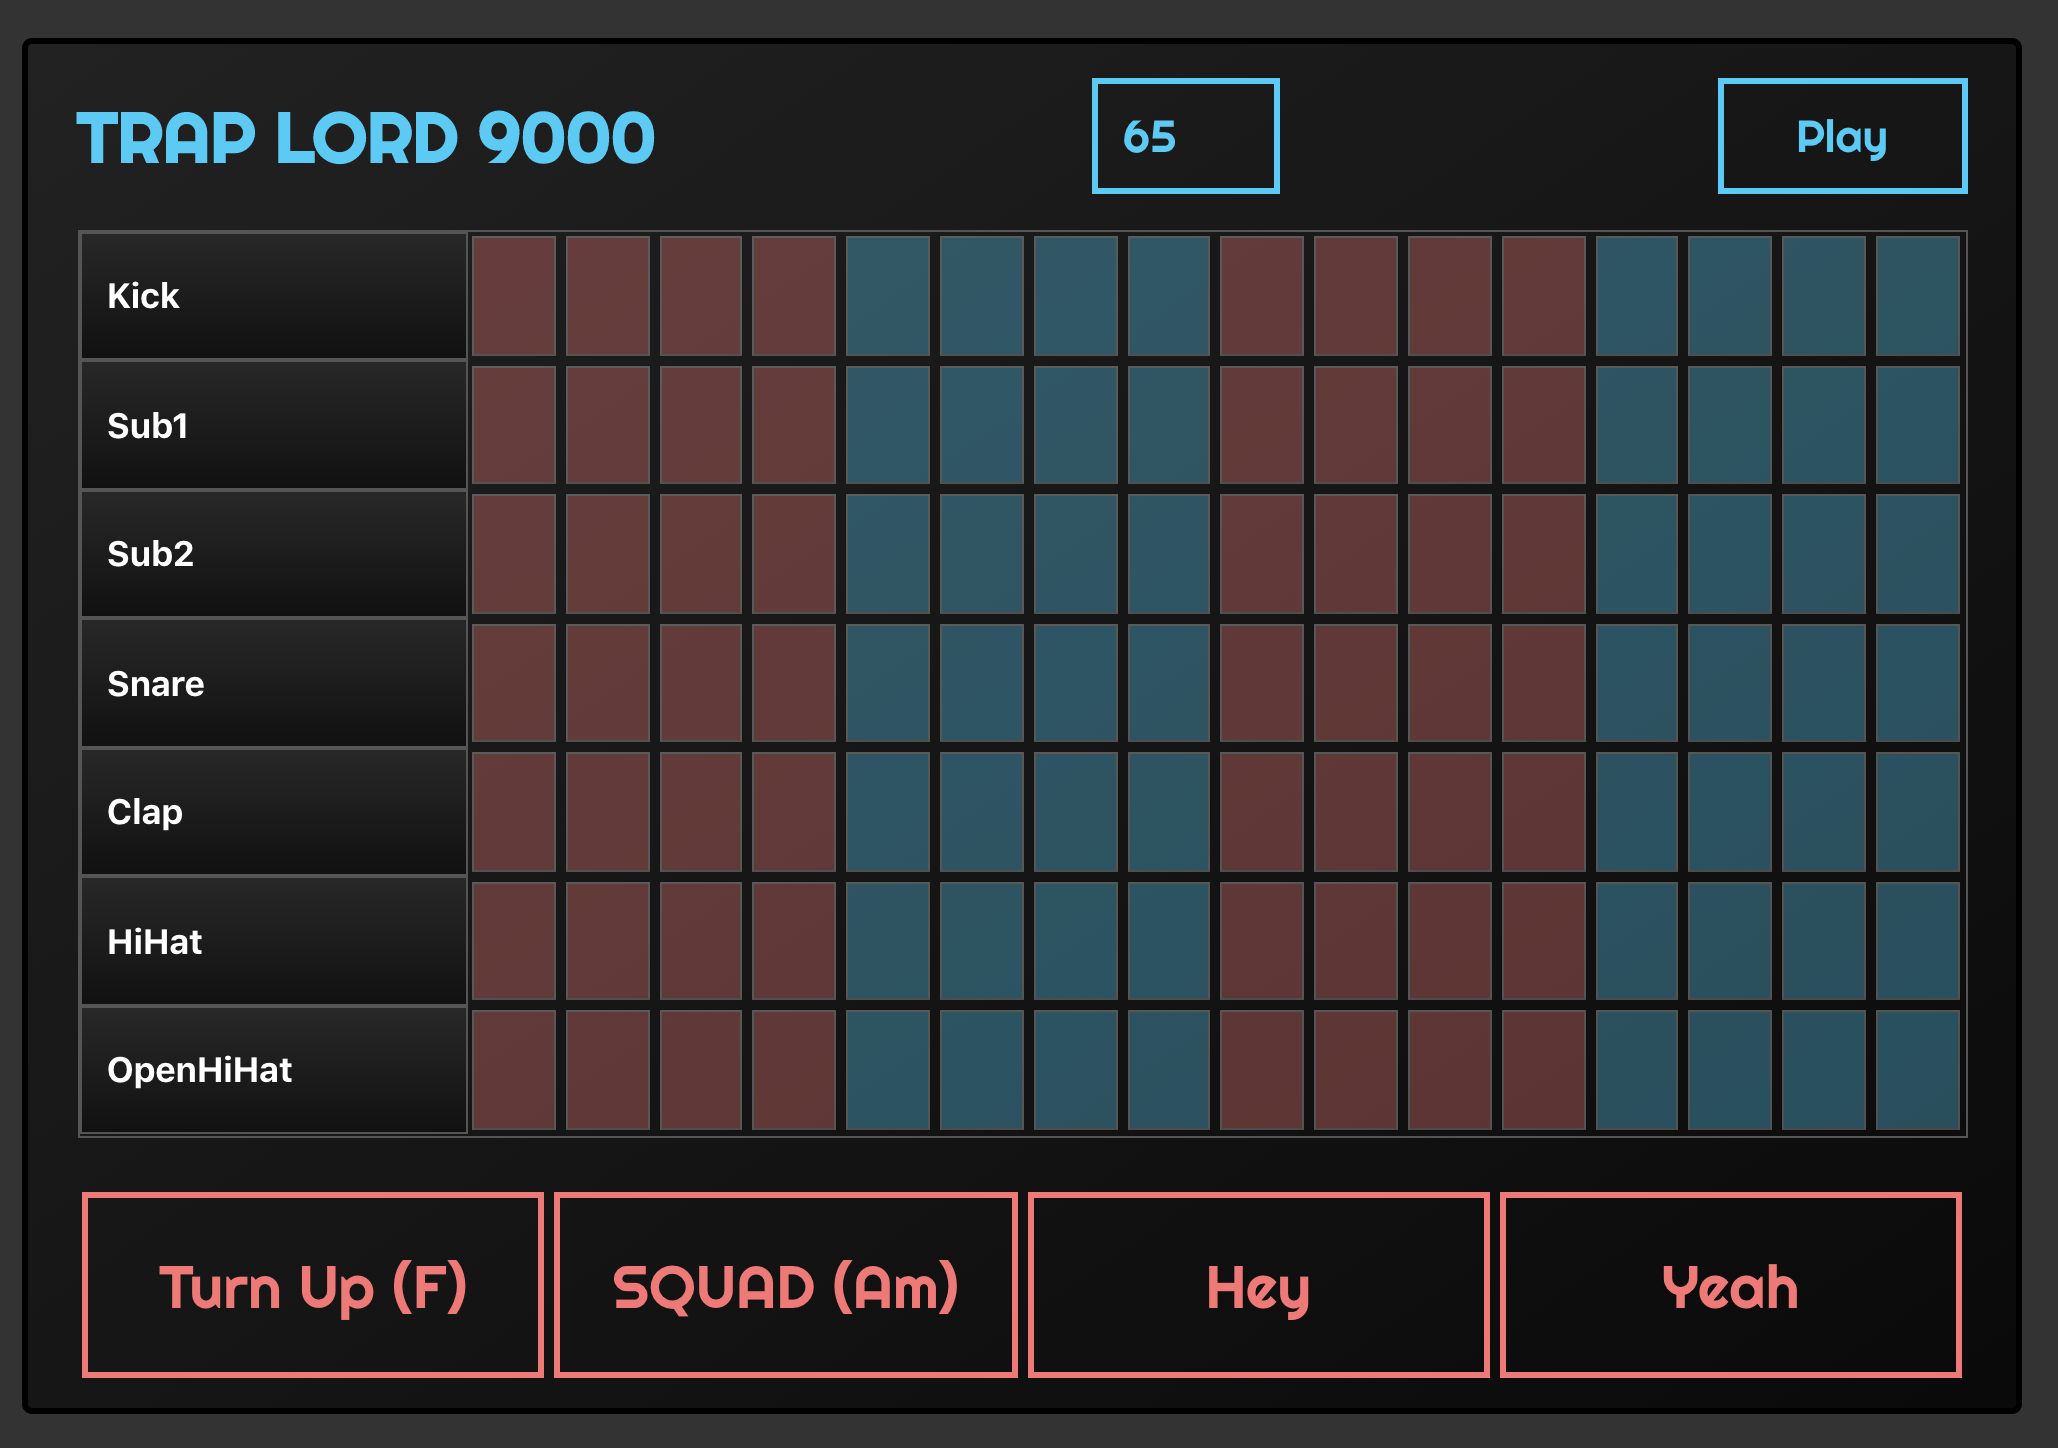 TRAP LORD 9000
65
Play
Kick
Sub1
Sub2
Snare
Clap
HiHat
OpenHiHat
Turn Up (F)
SQUAD (Am)
Hey
Yeah